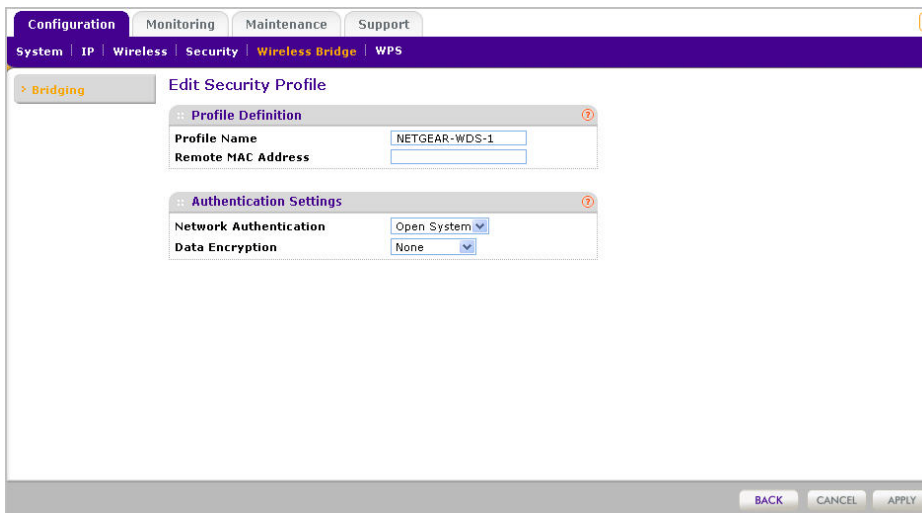 Configuration Monitoring Maintenance Support
System IP Wireless Security Wireless Bridge WPS
Bridging
Edit Security Profile
Profile Definition ?
Profile Name NETGEAR-WDS-1
Remote MAC Address
Authentication Settings ?
Network Authentication Open System
Data Encryption None
BACK CANCEL APPLY